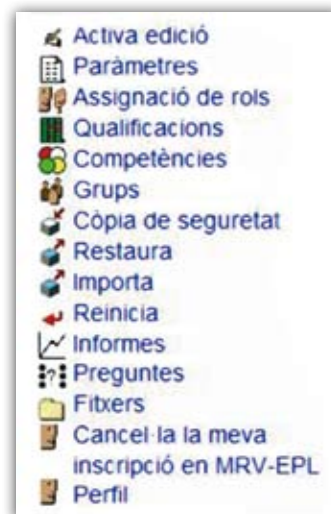 Activa edició
Paràmetres
Assignació de rols
Qualificacions
Competències
Grups
Còpia de seguretat
Restaura
Importa
Reinicia
Informes
Preguntes
Fitxers
Cancel·la la meva
inscripció en MRV-EPL
Perfil